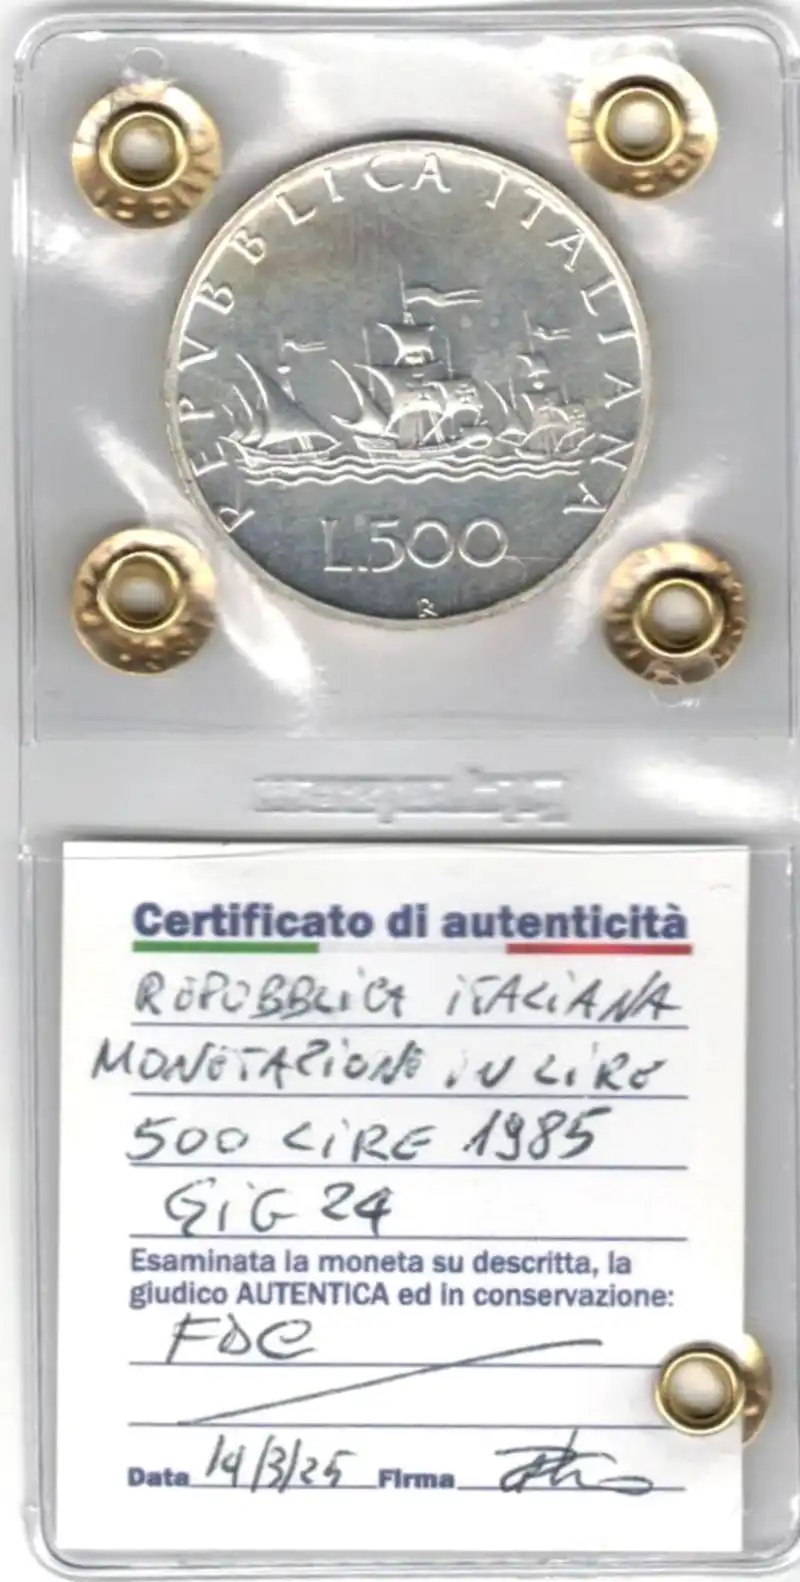 REPVBBLICA ITALIANA
L.500
R
Certificato di autenticità
REPUBBLICA ITALIANA
MONETAZIONE IN LIRE
500 LIRE 1985
GIG 24
Esaminata la moneta su descritta, la
giudico AUTENTICA ed in conservazione:
FDC
Data 14/3/25 Firma